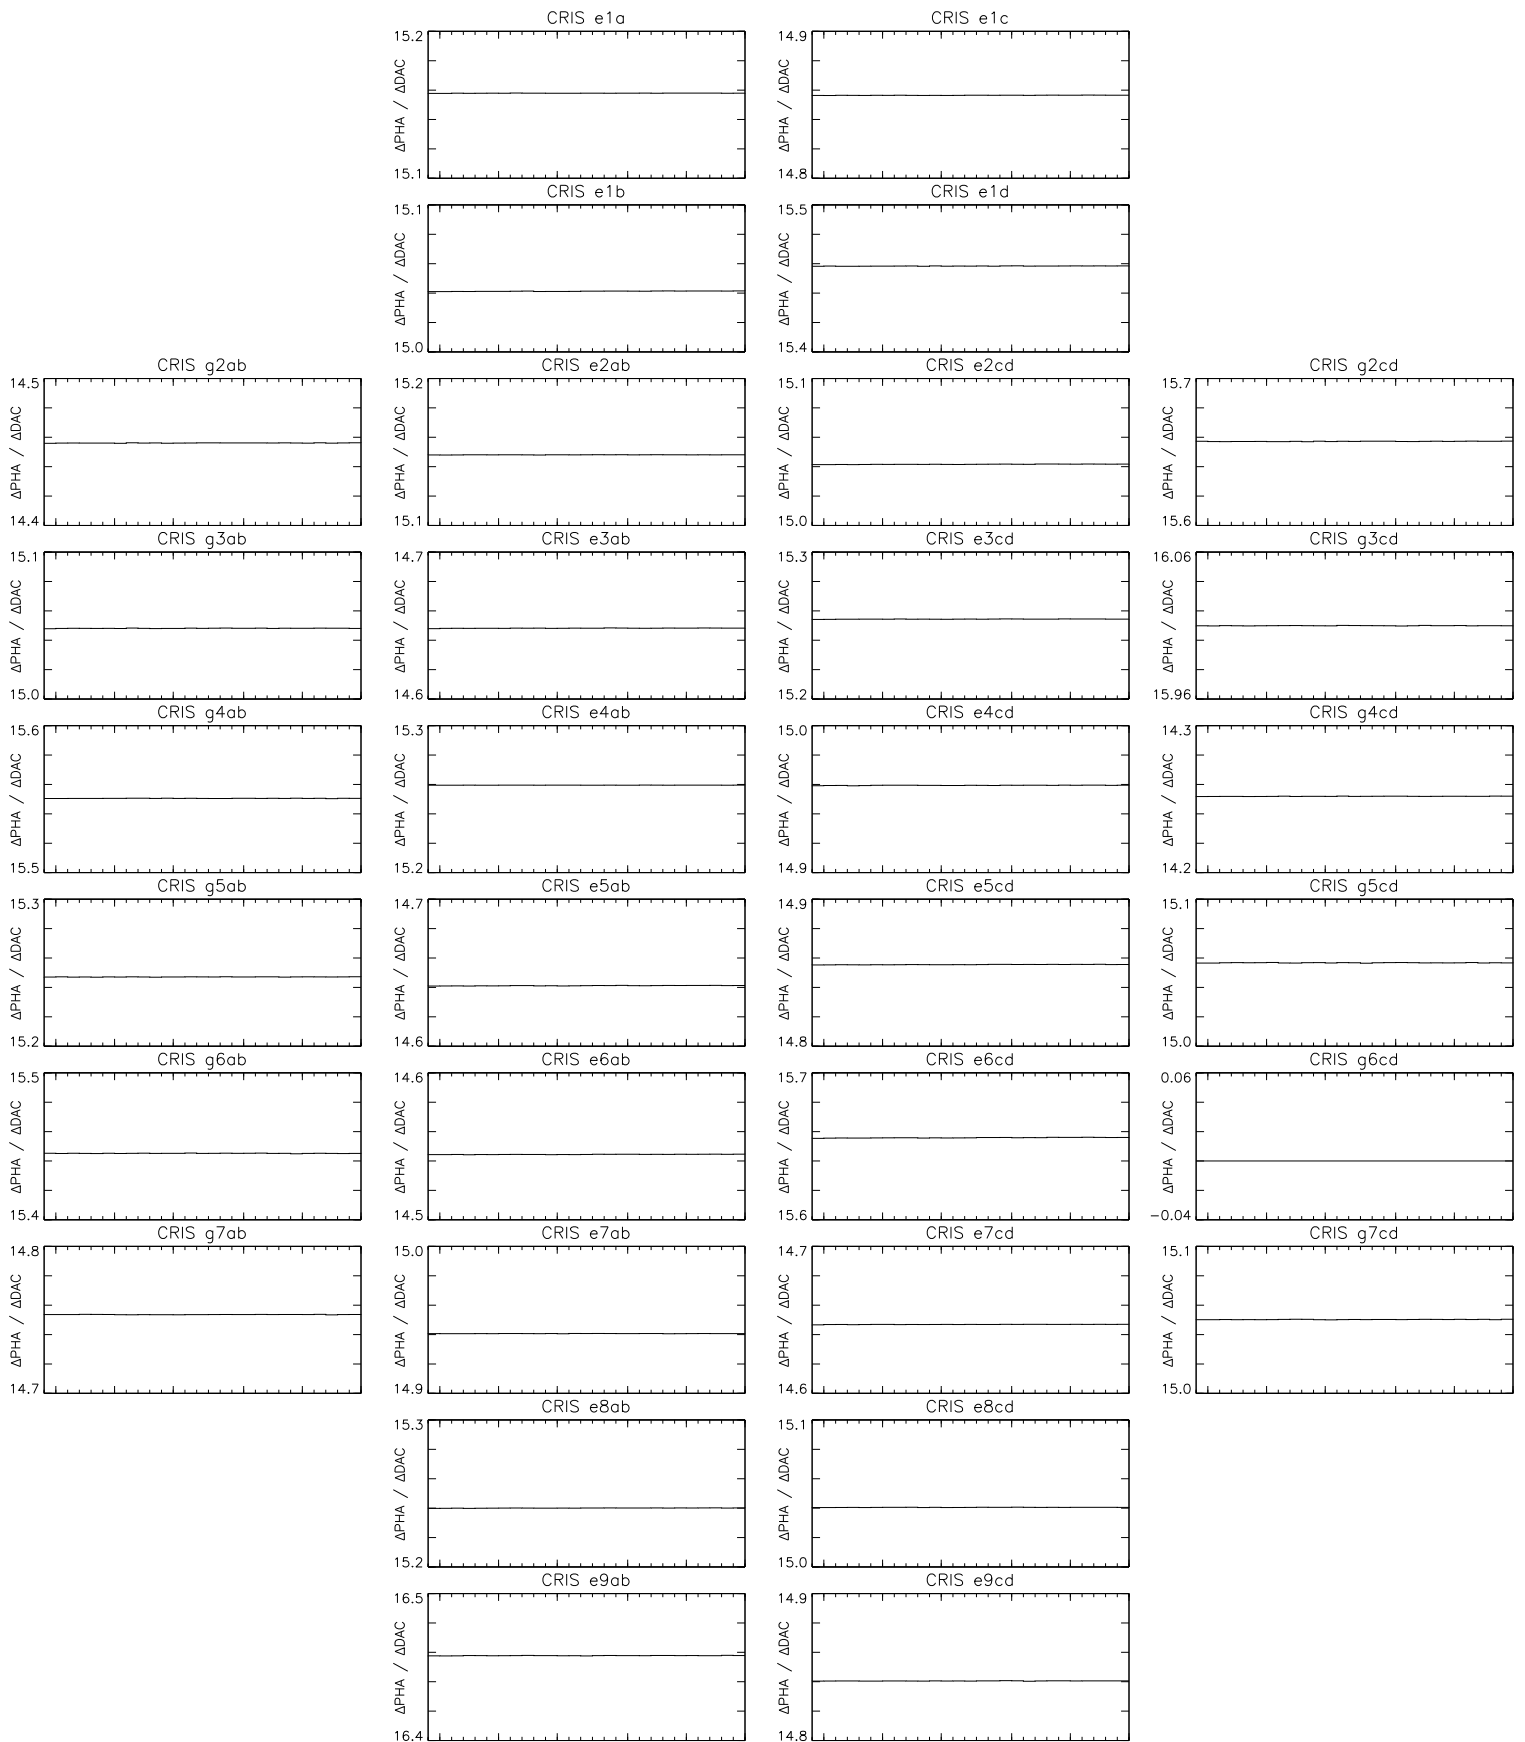 CRIS e1a
15.2
ΔPHA / ΔDAC
15.1
CRIS e1c
14.9
ΔPHA / ΔDAC
14.8
CRIS e1b
15.1
ΔPHA / ΔDAC
15.0
CRIS e1d
15.5
ΔPHA / ΔDAC
15.4
CRIS g2ab
14.5
ΔPHA / ΔDAC
14.4
CRIS e2ab
15.2
ΔPHA / ΔDAC
15.1
CRIS e2cd
15.1
ΔPHA / ΔDAC
15.0
CRIS g2cd
15.7
ΔPHA / ΔDAC
15.6
CRIS g3ab
15.1
ΔPHA / ΔDAC
15.0
CRIS e3ab
14.7
ΔPHA / ΔDAC
14.6
CRIS e3cd
15.3
ΔPHA / ΔDAC
15.2
CRIS g3cd
16.06
ΔPHA / ΔDAC
15.96
CRIS g4ab
15.6
ΔPHA / ΔDAC
15.5
CRIS e4ab
15.3
ΔPHA / ΔDAC
15.2
CRIS e4cd
15.0
ΔPHA / ΔDAC
14.9
CRIS g4cd
14.3
ΔPHA / ΔDAC
14.2
CRIS g5ab
15.3
ΔPHA / ΔDAC
15.2
CRIS e5ab
14.7
ΔPHA / ΔDAC
14.6
CRIS e5cd
14.9
ΔPHA / ΔDAC
14.8
CRIS g5cd
15.1
ΔPHA / ΔDAC
15.0
CRIS g6ab
15.5
ΔPHA / ΔDAC
15.4
CRIS e6ab
14.6
ΔPHA / ΔDAC
14.5
CRIS e6cd
15.7
ΔPHA / ΔDAC
15.6
CRIS g6cd
0.06
ΔPHA / ΔDAC
−0.04
CRIS g7ab
14.8
ΔPHA / ΔDAC
14.7
CRIS e7ab
15.0
ΔPHA / ΔDAC
14.9
CRIS e7cd
14.7
ΔPHA / ΔDAC
14.6
CRIS g7cd
15.1
ΔPHA / ΔDAC
15.0
CRIS e8ab
15.3
ΔPHA / ΔDAC
15.2
CRIS e8cd
15.1
ΔPHA / ΔDAC
15.0
CRIS e9ab
16.5
ΔPHA / ΔDAC
16.4
CRIS e9cd
14.9
ΔPHA / ΔDAC
14.8